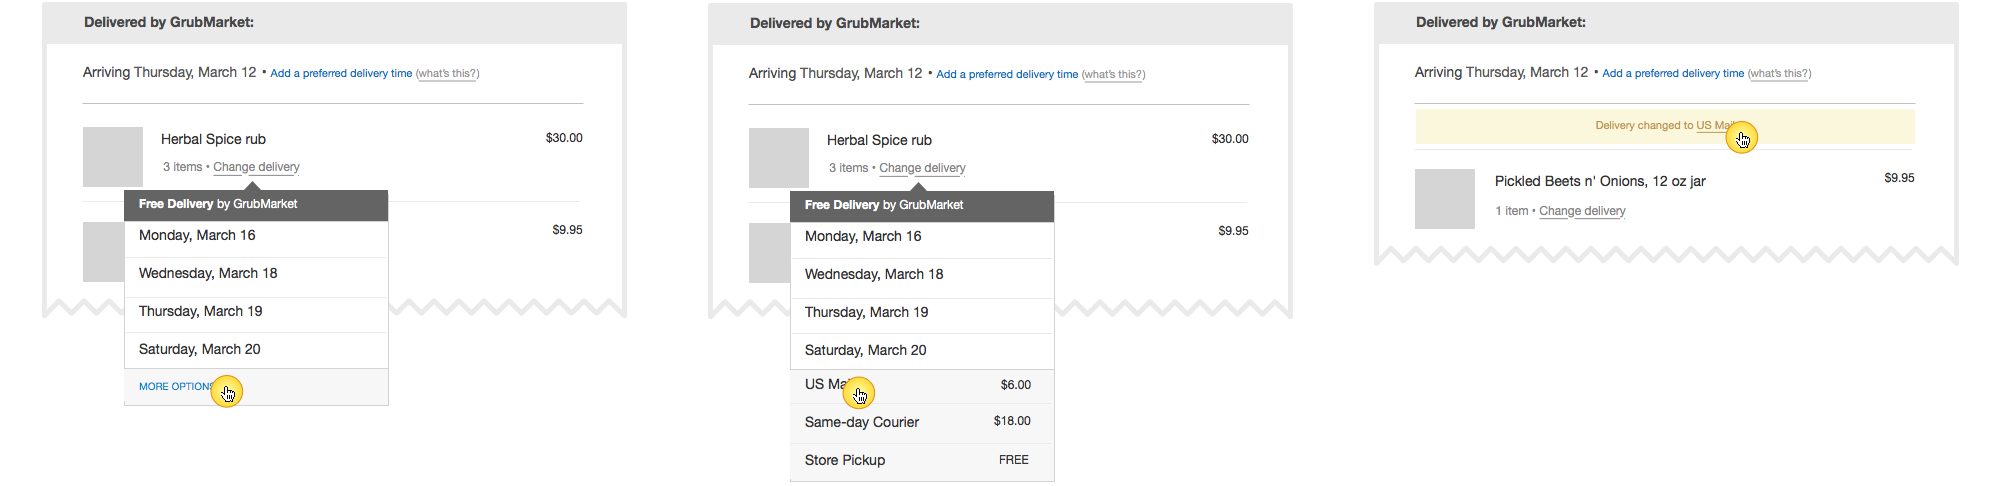 Delivered by GrubMarket:
Arriving Thursday, March 12 • Add a preferred delivery time (what's this?)
Herbal Spice rub $30.00
3 items • Change delivery
Free Delivery by GrubMarket
$9.95
Monday, March 16
Wednesday, March 18
Thursday, March 19
Saturday, March 20
MORE OPTION
Delivered by GrubMarket:
Arriving Thursday, March 12 • Add a preferred delivery time (what's this?)
Herbal Spice rub $30.00
3 items • Change delivery
Free Delivery by GrubMarket
$9.95
Monday, March 16
Wednesday, March 18
Thursday, March 19
Saturday, March 20
US Ma $6.00
Same-day Courier $18.00
Store Pickup FREE
Delivered by GrubMarket:
Arriving Thursday, March 12 • Add a preferred delivery time (what's this?)
Delivery changed to US Mail
Pickled Beets n' Onions, 12 oz jar $9.95
1 item • Change delivery